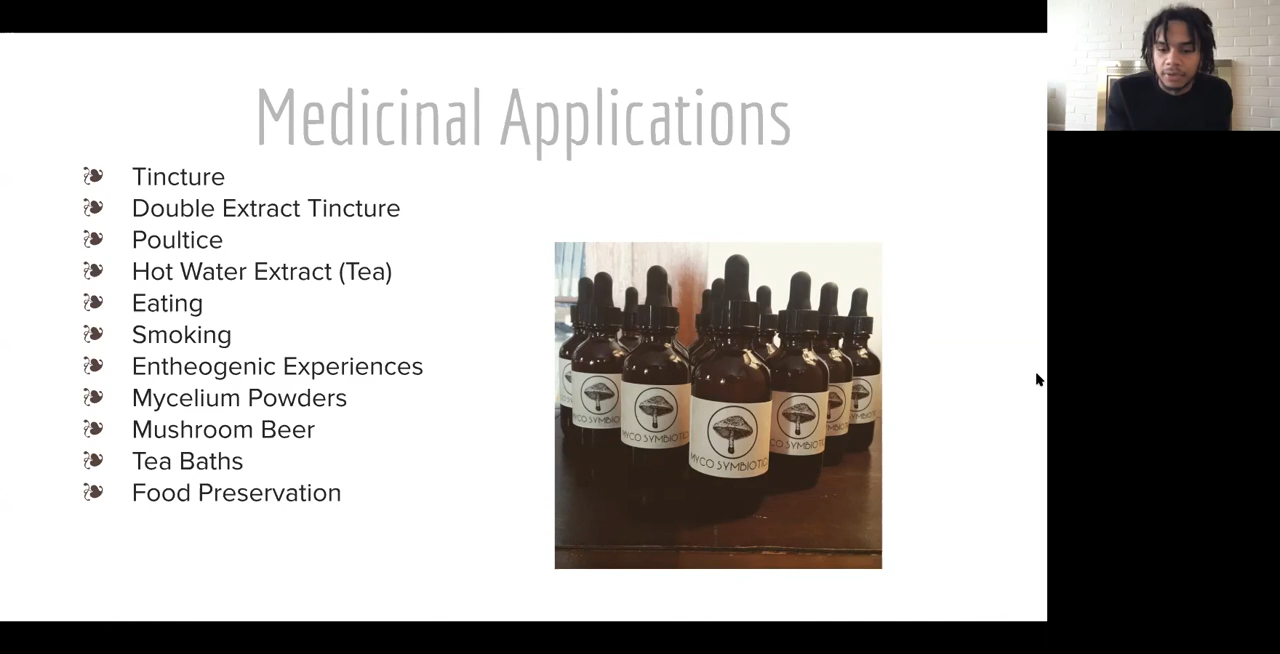 Medicinal Applications
Tincture
Double Extract Tincture
Poultice
Hot Water Extract (Tea)
Eating
Smoking
Entheogenic Experiences
Mycelium Powders
Mushroom Beer
Tea Baths
Food Preservation
MYCO SYMBIOTIC